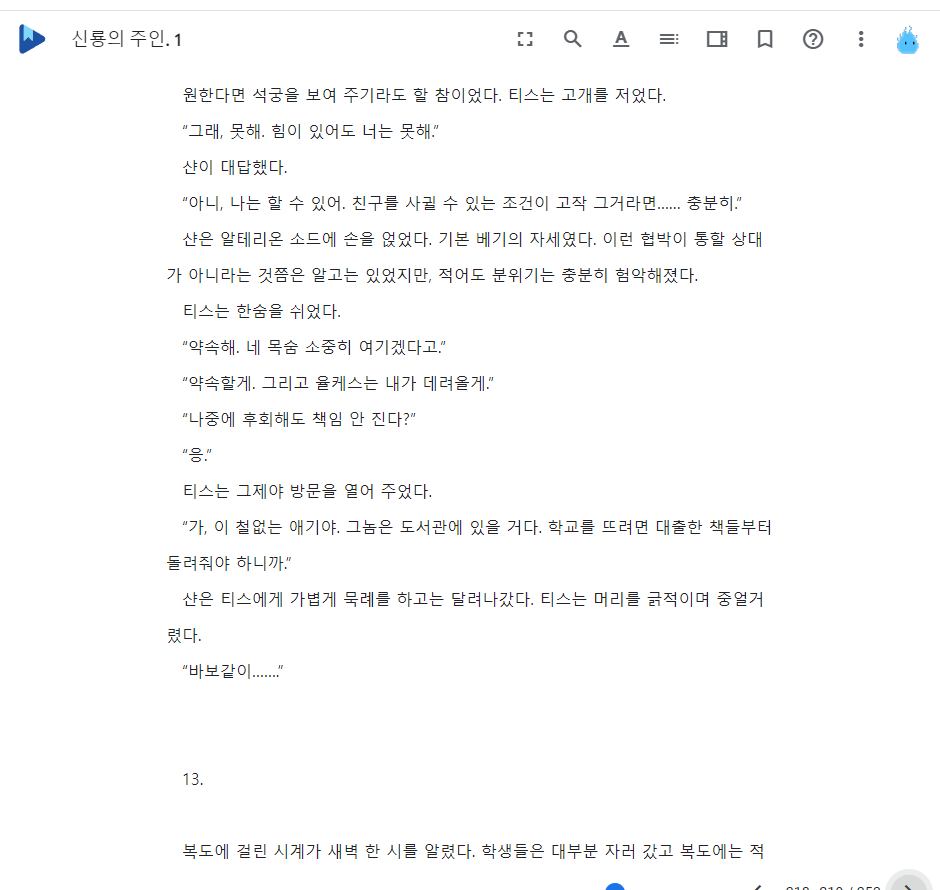 신룡의 주인. 1
원한다면 석궁을 보여 주기라도 할 참이었다. 티스는 고개를 저었다.
“그래, 못해. 힘이 있어도 너는 못해.”
샨이 대답했다.
“아니, 나는 할 수 있어. 친구를 사귈 수 있는 조건이 고작 그거라면...... 충분히.”
샨은 알테리온 소드에 손을 얹었다. 기본 베기의 자세였다. 이런 협박이 통할 상대
가 아니라는 것쯤은 알고는 있었지만, 적어도 분위기는 충분히 험악해졌다.
티스는 한숨을 쉬었다.
“약속해. 네 목숨 소중히 여기겠다고.”
“약속할게. 그리고 율케스는 내가 데려올게.”
“나중에 후회해도 책임 안 진다?”
“응.”
티스는 그제야 방문을 열어 주었다.
“가, 이 철없는 애기야. 그놈은 도서관에 있을 거다. 학교를 뜨려면 대출한 책들부터
돌려줘야 하니까.”
샨은 티스에게 가볍게 묵례를 하고는 달려나갔다. 티스는 머리를 긁적이며 중얼거
렸다.
“바보같이.......”
13.
복도에 걸린 시계가 새벽 한 시를 알렸다. 학생들은 대부분 자러 갔고 복도에는 적